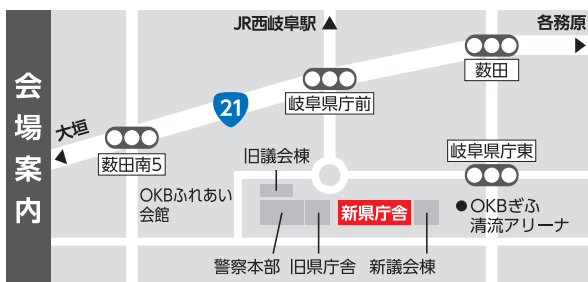 会場案内
JR西岐阜駅▲
各務原
▶
薮田
21
岐阜県庁前
大垣
◀
薮田南5
旧議会棟
岐阜県庁東
OKBふれあい
会館
新県庁舎
●OKBぎふ
清流アリーナ
警察本部
旧県庁舎
新議会棟